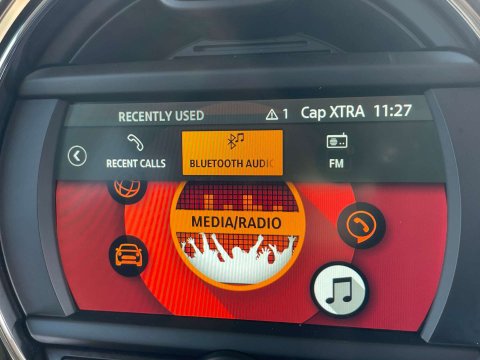 RECENTLY USED 1 Cap XTRA 11:27
RECENT CALLS BLUETOOTH AUDIO FM
MEDIA/RADIO